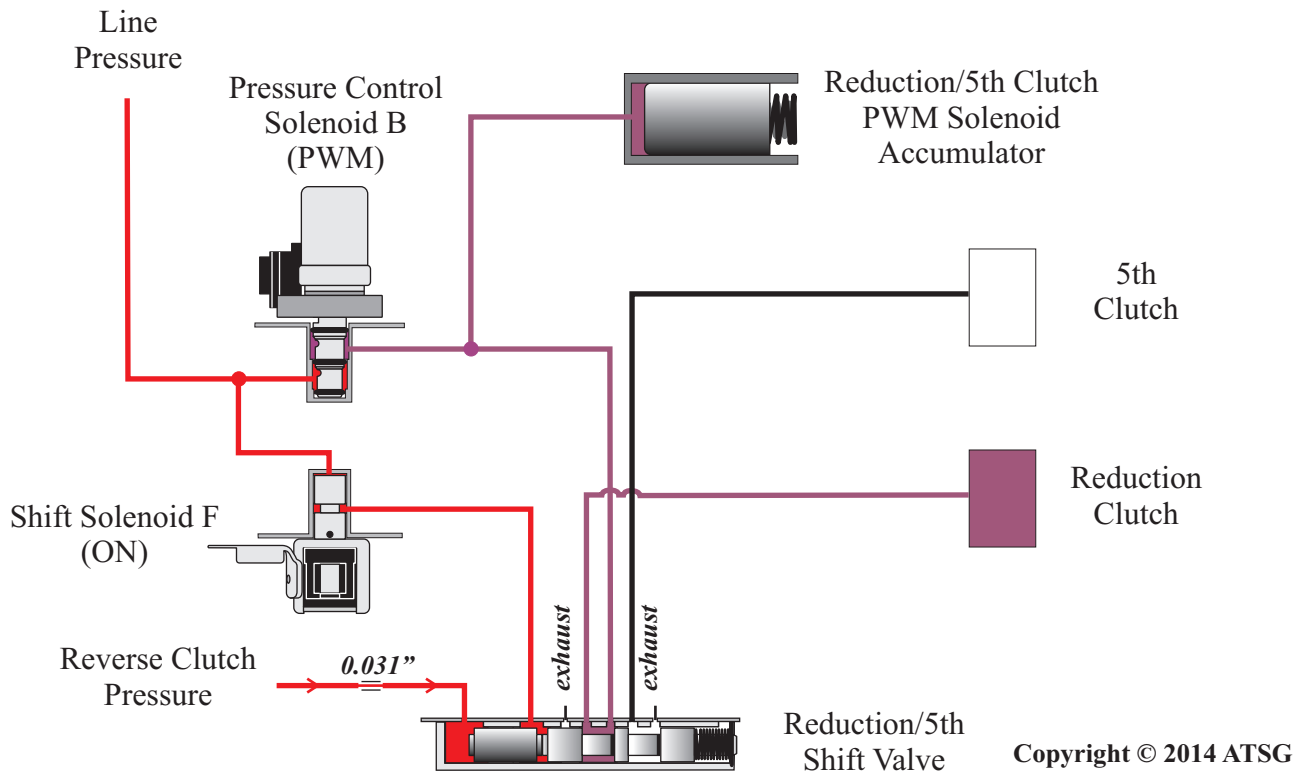 Line
Pressure
Pressure Control
Solenoid B
(PWM)
Reduction/5th Clutch
PWM Solenoid
Accumulator
5th
Clutch
Reduction
Clutch
Shift Solenoid F
(ON)
Reverse Clutch
Pressure
0.031”
exhaust
exhaust
Reduction/5th
Shift Valve
Copyright © 2014 ATSG